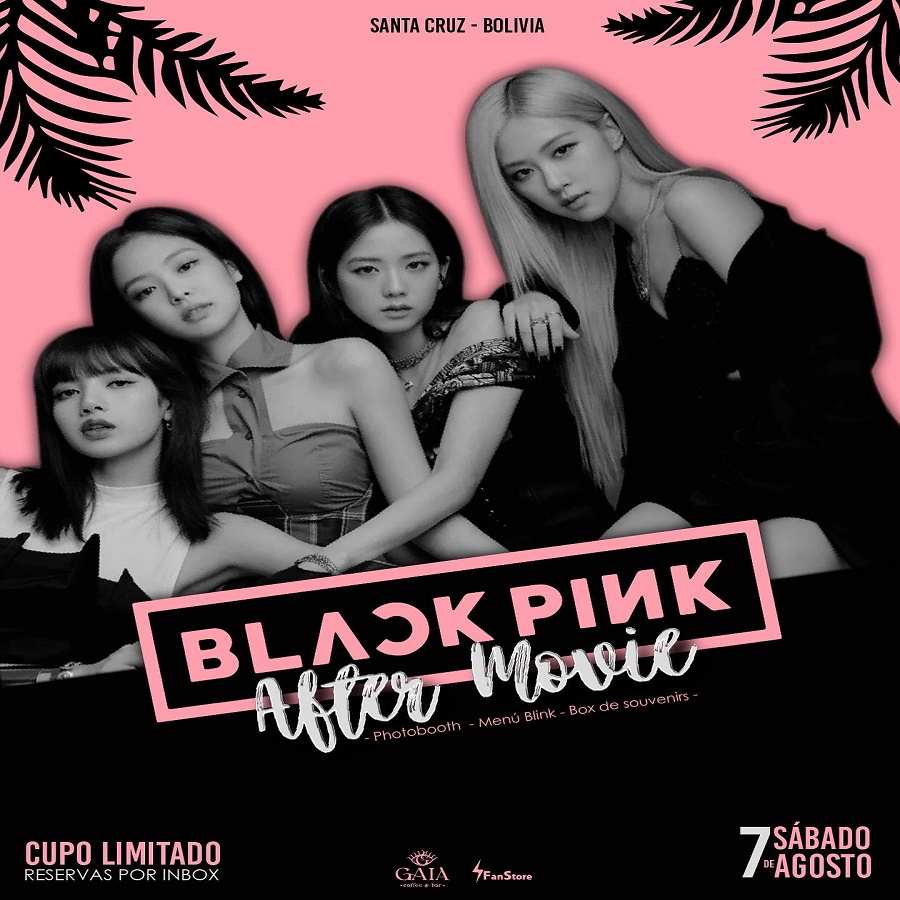 SANTA CRUZ - BOLIVIA
BLACKPINK
After Movie
- Photobooth - Menú Blink - Box de souvenirs -
CUPO LIMITADO
RESERVAS POR INBOX
GAIA
coffee & bar
FanStore
7 SÁBADO
DE AGOSTO